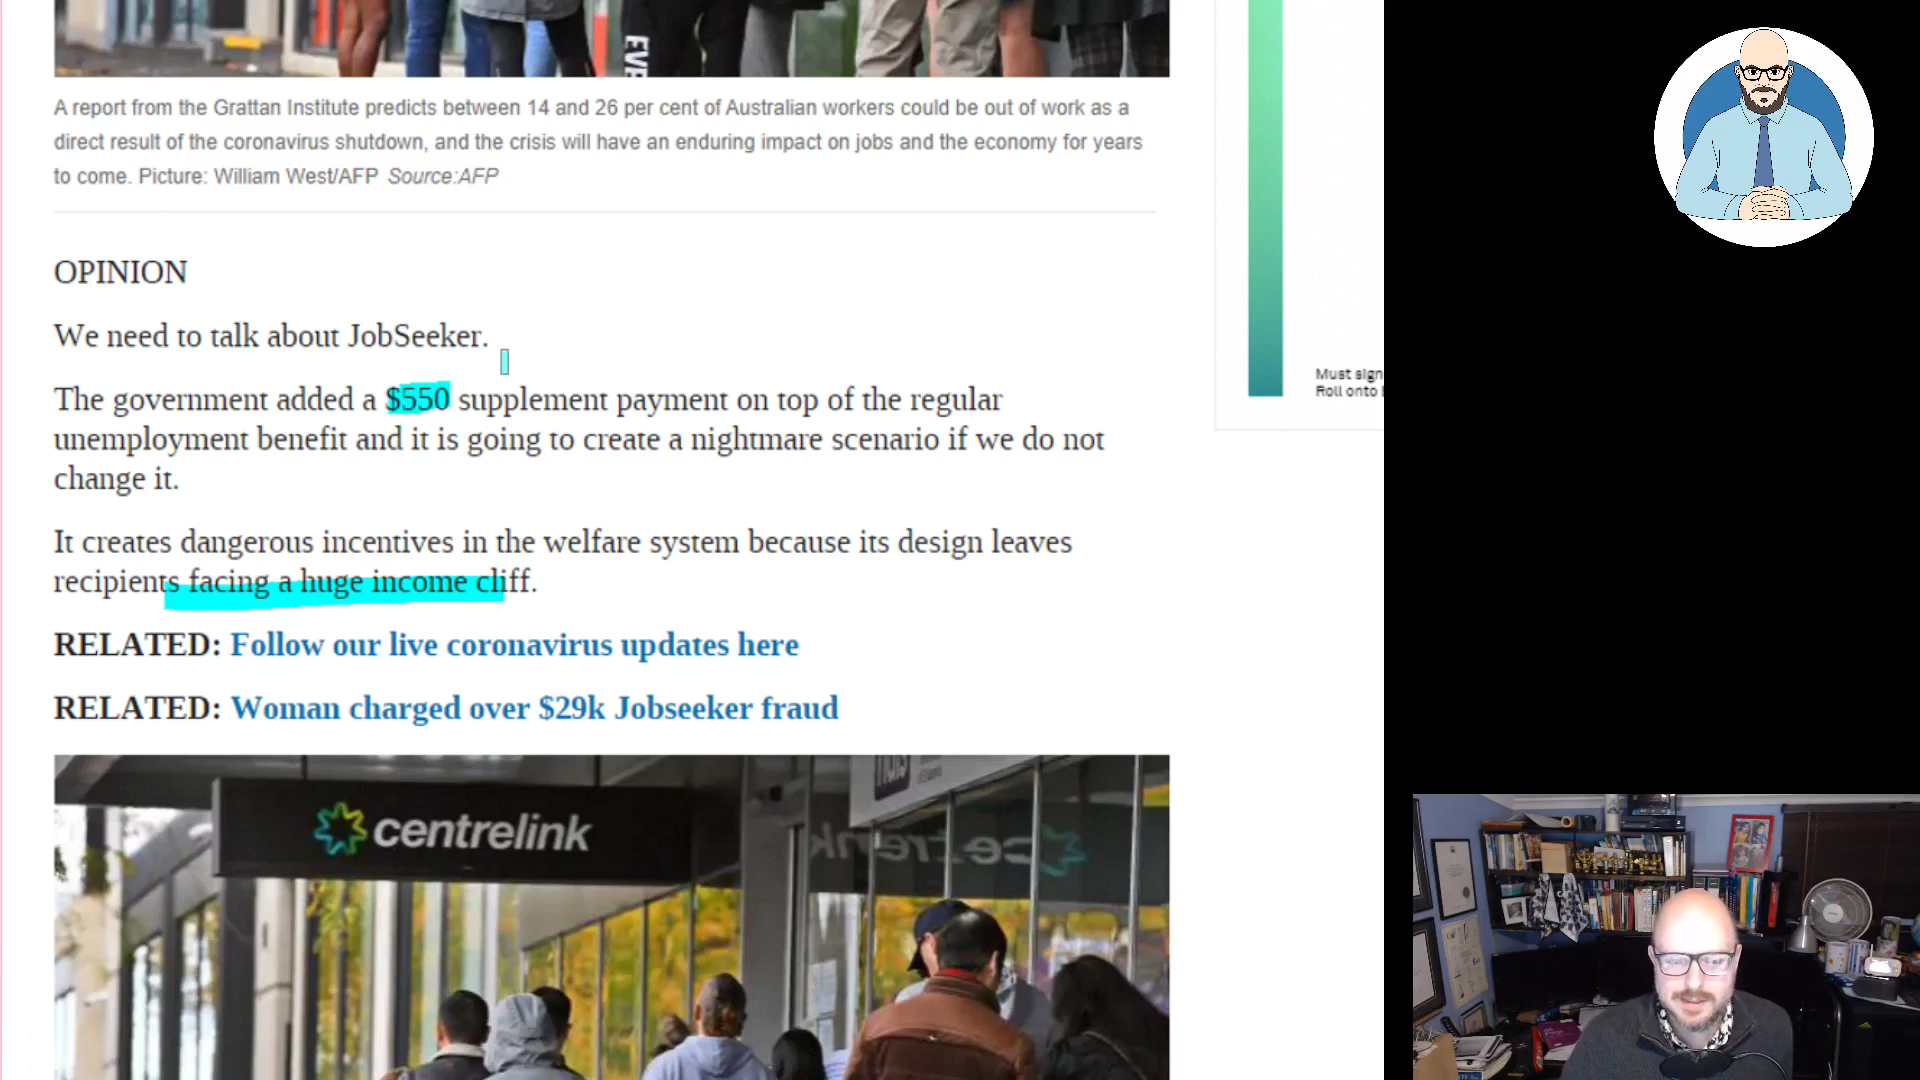 EVE
A report from the Grattan Institute predicts between 14 and 26 per cent of Australian workers could be out of work as a
direct result of the coronavirus shutdown, and the crisis will have an enduring impact on jobs and the economy for years
to come. Picture: William West/AFP Source:AFP
Must sign
Roll onto
OPINION
We need to talk about JobSeeker.
The government added a $550 supplement payment on top of the regular
unemployment benefit and it is going to create a nightmare scenario if we do not
change it.
It creates dangerous incentives in the welfare system because its design leaves
recipients facing a huge income cliff.
RELATED: Follow our live coronavirus updates here
RELATED: Woman charged over $29k Jobseeker fraud
centrelink